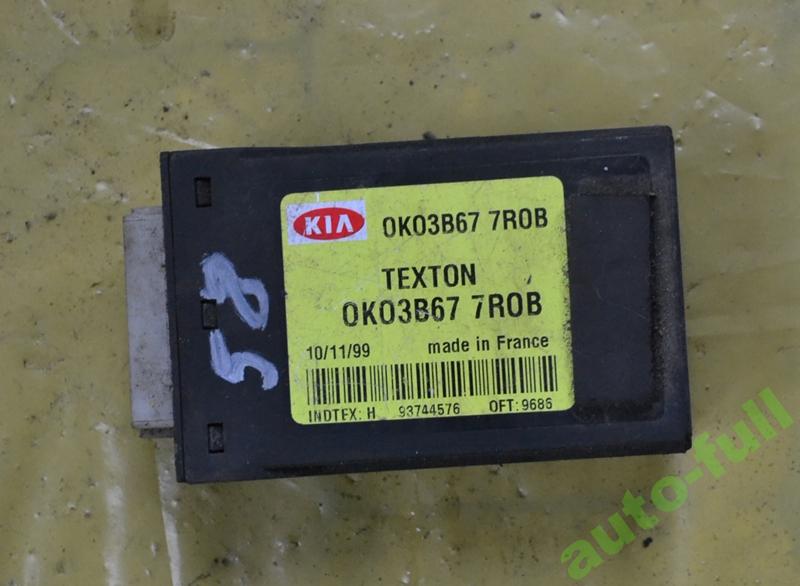 KIA 0K03B67 7R0B
TEXTON
0K03B67 7R0B
10/11/99 made in France
INDTEX: H 93744576 OFT: 9686
58
auto-full